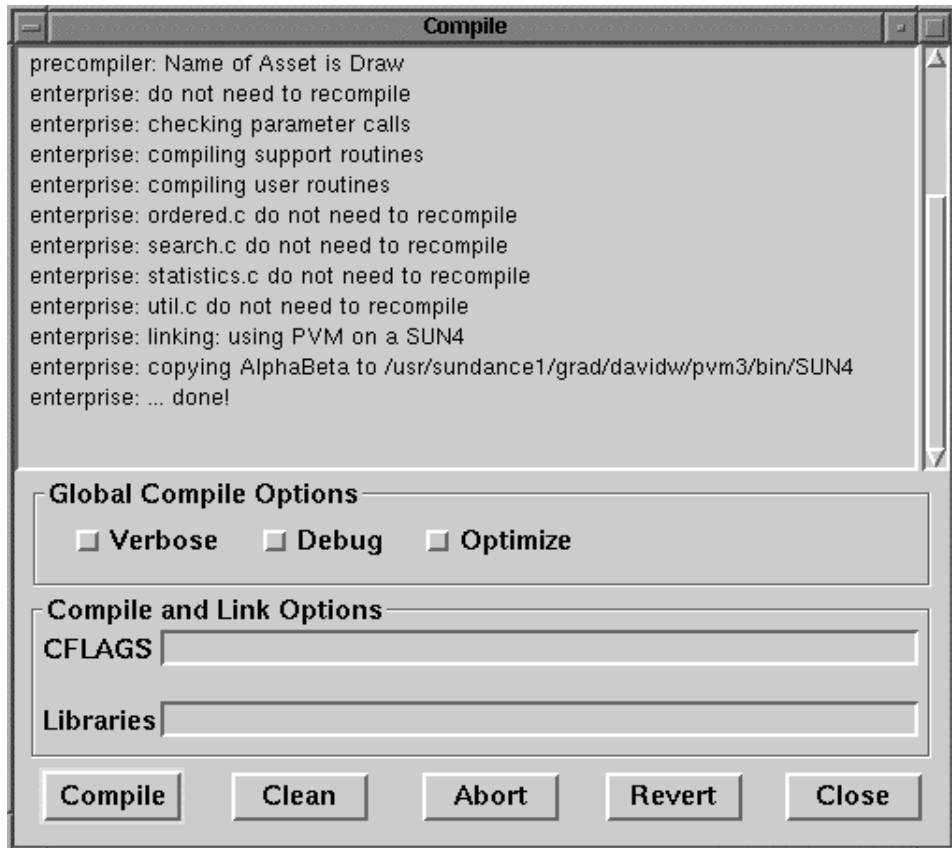 Compile
precompiler: Name of Asset is Draw
enterprise: do not need to recompile
enterprise: checking parameter calls
enterprise: compiling support routines
enterprise: compiling user routines
enterprise: ordered.c do not need to recompile
enterprise: search.c do not need to recompile
enterprise: statistics.c do not need to recompile
enterprise: util.c do not need to recompile
enterprise: linking: using PVM on a SUN4
enterprise: copying AlphaBeta to /usr/sundance1/grad/davidw/pvm3/bin/SUN4
enterprise: ... done!
Global Compile Options
Verbose Debug Optimize
Compile and Link Options
CFLAGS
Libraries
Compile Clean Abort Revert Close